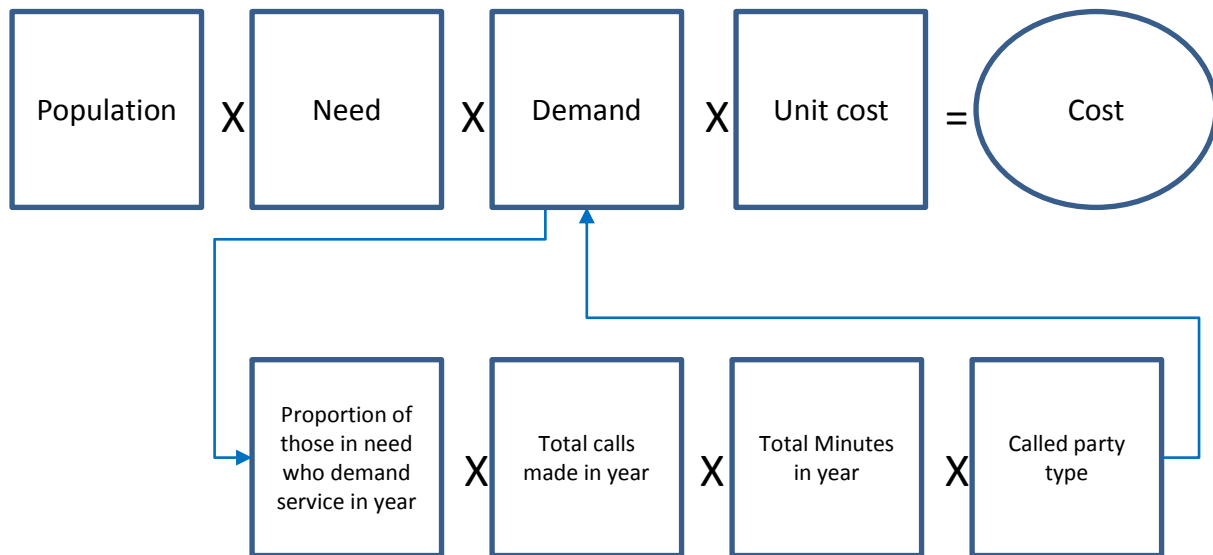 Population X Need X Demand X Unit cost = Cost
Proportion of
those in need
who demand
service in year
X
Total calls
made in year
X
Total Minutes
in year
X
Called party
type